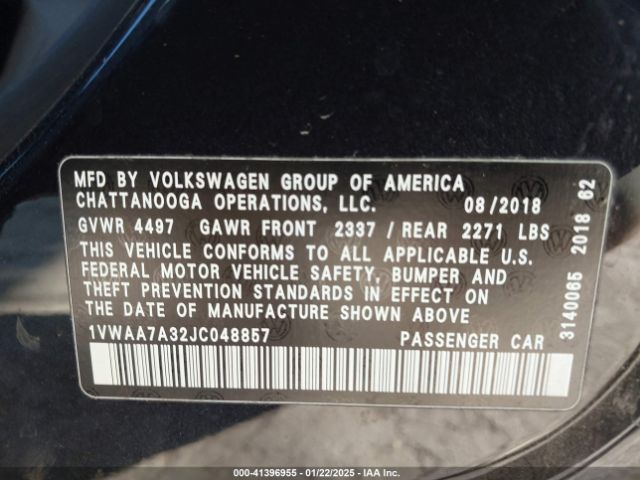 MFD BY VOLKSWAGEN GROUP OF AMERICA
CHATTANOOGA OPERATIONS, LLC. 08/2018
GVWR 4497 GAWR FRONT 2337 / REAR 2271 LBS
THIS VEHICLE CONFORMS TO ALL APPLICABLE U.S.
FEDERAL MOTOR VEHICLE SAFETY, BUMPER AND
THEFT PREVENTION STANDARDS IN EFFECT ON
THE DATE OF MANUFACTURE SHOWN ABOVE
1VWAA7A32JC048857 PASSENGER CAR
3140065 2018 62
000-41396955 - 01/22/2025 - IAA Inc.